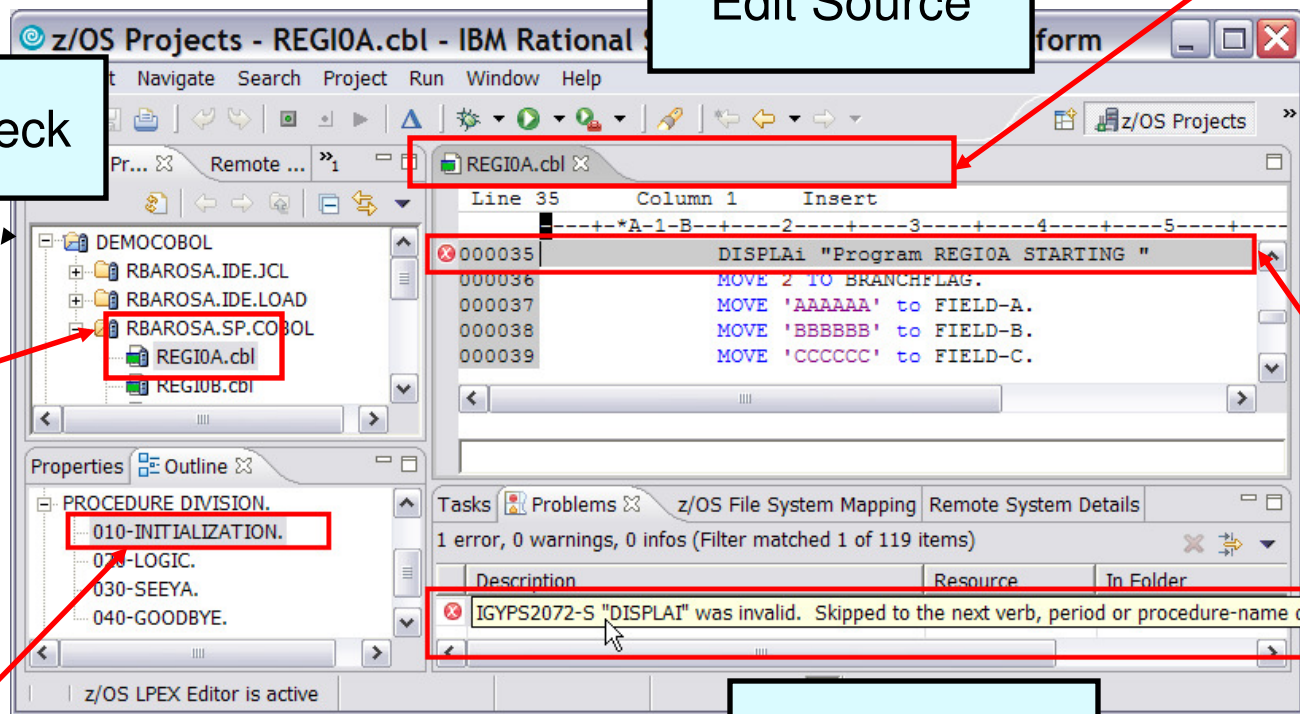 Edit Source
z/OS Projects - REGI0A.cbl - IBM Rational S form
t Navigate Search Project Run Window Help
eck
z/OS Projects »
Pr... Remote ... »1
REGI0A.cbl
Line 35 Column 1 Insert
----+-*A-1-B--+----2----+----3----+----4----+----5----+----
DEMOCOBOL
RBAROSA.IDE.JCL
RBAROSA.IDE.LOAD
RBAROSA.SP.COBOL
REGI0A.cbl
REGI0B.cbl
000035 DISPLAi "Program REGI0A STARTING "
000036 MOVE 2 TO BRANCHFLAG.
000037 MOVE 'AAAAAA' to FIELD-A.
000038 MOVE 'BBBBBB' to FIELD-B.
000039 MOVE 'CCCCCC' to FIELD-C.
Properties Outline
PROCEDURE DIVISION.
010-INITIALIZATION.
020-LOGIC.
030-SEEYA.
040-GOODBYE.
Tasks Problems z/OS File System Mapping Remote System Details
1 error, 0 warnings, 0 infos (Filter matched 1 of 119 items)
Description Resource In Folder
IGYPS2072-S "DISPLAI" was invalid. Skipped to the next verb, period or procedure-name
z/OS LPEX Editor is active